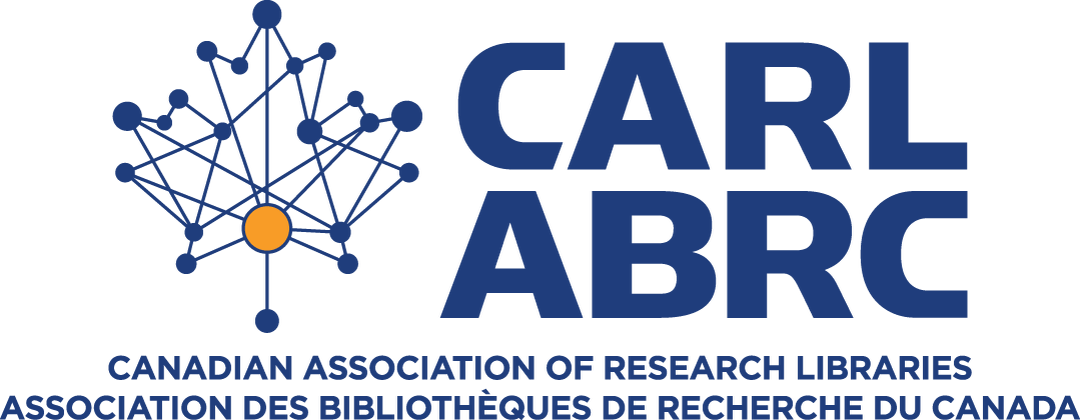 CARL
ABRC
CANADIAN ASSOCIATION OF RESEARCH LIBRARIES
ASSOCIATION DES BIBLIOTHÈQUES DE RECHERCHE DU CANADA